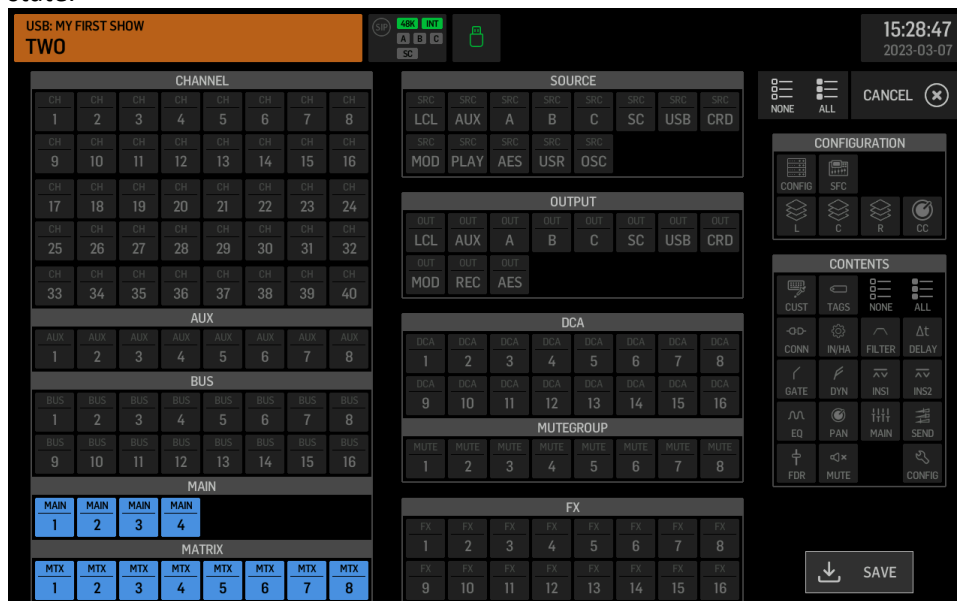 USB: MY FIRST SHOW
TWO
SIP
48K INT
A B C
SC
15:28:47
2023-03-07
CHANNEL
CH CH CH CH CH CH CH CH
1 2 3 4 5 6 7 8
CH CH CH CH CH CH CH CH
9 10 11 12 13 14 15 16
CH CH CH CH CH CH CH CH
17 18 19 20 21 22 23 24
CH CH CH CH CH CH CH CH
25 26 27 28 29 30 31 32
CH CH CH CH CH CH CH CH
33 34 35 36 37 38 39 40
AUX
AUX AUX AUX AUX AUX AUX AUX AUX
1 2 3 4 5 6 7 8
BUS
BUS BUS BUS BUS BUS BUS BUS BUS
1 2 3 4 5 6 7 8
BUS BUS BUS BUS BUS BUS BUS BUS
9 10 11 12 13 14 15 16
MAIN
MAIN MAIN MAIN MAIN
1 2 3 4
MATRIX
MTX MTX MTX MTX MTX MTX MTX MTX
1 2 3 4 5 6 7 8
SOURCE
SRC SRC SRC SRC SRC SRC SRC SRC
LCL AUX A B C SC USB CRD
SRC SRC SRC SRC SRC
MOD PLAY AES USR OSC
OUTPUT
OUT OUT OUT OUT OUT OUT OUT OUT
LCL AUX A B C SC USB CRD
OUT OUT OUT
MOD REC AES
DCA
DCA DCA DCA DCA DCA DCA DCA DCA
1 2 3 4 5 6 7 8
DCA DCA DCA DCA DCA DCA DCA DCA
9 10 11 12 13 14 15 16
MUTEGROUP
MUTE MUTE MUTE MUTE MUTE MUTE MUTE MUTE
1 2 3 4 5 6 7 8
FX
FX FX FX FX FX FX FX FX
1 2 3 4 5 6 7 8
FX FX FX FX FX FX FX FX
9 10 11 12 13 14 15 16
NONE ALL CANCEL
CONFIGURATION
CONFIG SFC
L C R CC
CONTENTS
CUST TAGS NONE ALL
CONN IN/HA FILTER DELAY
Δt
GATE DYN INS1 INS2
EQ PAN MAIN SEND
FDR MUTE CONFIG
SAVE